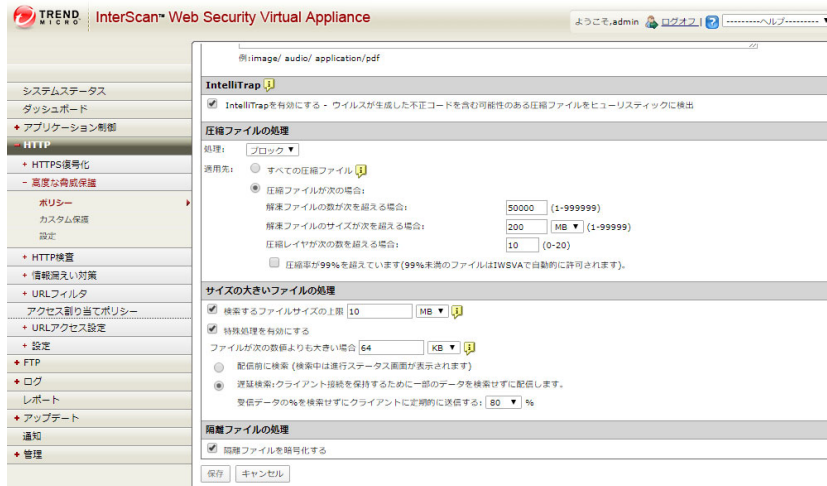 TREND MICRO InterScan™ Web Security Virtual Appliance
ようこそ,admin ログオフ | ? ---------ヘルプ---------
システムステータス
ダッシュボード
+ アプリケーション制御
- HTTP
+ HTTPS復号化
- 高度な脅威保護
ポリシー
カスタム保護
設定
+ HTTP検査
+ 情報漏えい対策
+ URLフィルタ
アクセス割り当てポリシー
+ URLアクセス設定
+ 設定
+ FTP
+ ログ
レポート
+ アップデート
通知
+ 管理
例:image/ audio/ application/pdf
IntelliTrap
IntelliTrapを有効にする - ウイルスが生成した不正コードを含む可能性のある圧縮ファイルをヒューリスティックに検出
圧縮ファイルの処理
処理: ブロック
適用先: すべての圧縮ファイル
圧縮ファイルが次の場合:
解凍ファイルの数が次を超える場合: 50000 (1-999999)
解凍ファイルのサイズが次を超える場合: 200 MB (1-99999)
圧縮レイヤが次の数を超える場合: 10 (0-20)
圧縮率が99%を超えています(99%未満のファイルはIWSVAで自動的に許可されます)。
サイズの大きいファイルの処理
検索するファイルサイズの上限 10 MB
特殊処理を有効にする
ファイルが次の数値よりも大きい場合 64 KB
配信前に検索 (検索中は進行ステータス画面が表示されます)
遅延検索:クライアント接続を保持するために一部のデータを検索せずに配信します。
受信データの%を検索せずにクライアントに定期的に送信する: 80 %
隔離ファイルの処理
隔離ファイルを暗号化する
保存 キャンセル